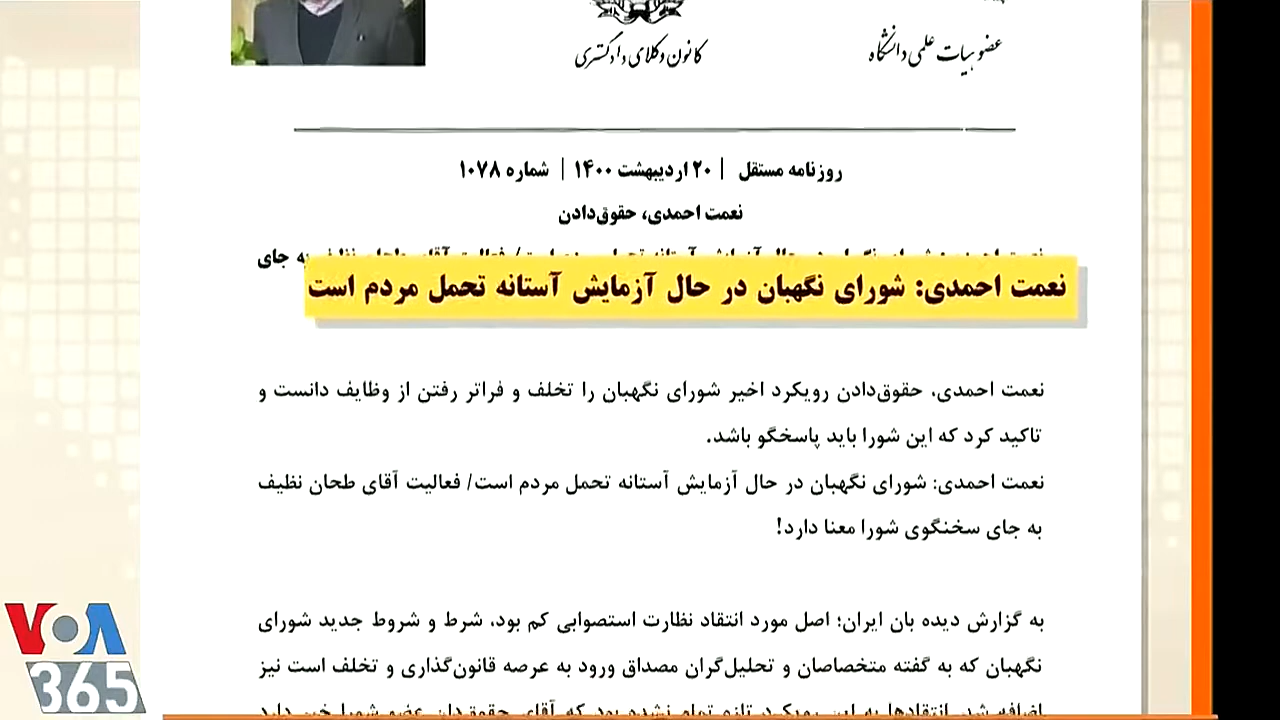 عضو هیات علمی دانشگاه
کانون وکلای دادگستری
روزنامه مستقل | ۲۰ اردیبهشت ۱۴۰۰ | شماره ۱۰۷۸
نعمت احمدی، حقوق‌دادن
به جای
نعمت احمدی: شورای نگهبان در حال آزمایش آستانه تحمل مردم است
نعمت احمدی، حقوق‌دادن رویکرد اخیر شورای نگهبان را تخلف و فراتر رفتن از وظایف دانست و
تاکید کرد که این شورا باید پاسخگو باشد.
نعمت احمدی: شورای نگهبان در حال آزمایش آستانه تحمل مردم است/ فعالیت آقای طحان نظیف
به جای سخنگوی شورا معنا دارد!
به گزارش دیده بان ایران؛ اصل مورد انتقاد نظارت استصوابی کم بود، شرط و شروط جدید شورای
نگهبان که به گفته متخصاصان و تحلیل‌گران مصداق ورود به عرصه قانون‌گذاری و تخلف است نیز
VOA
365